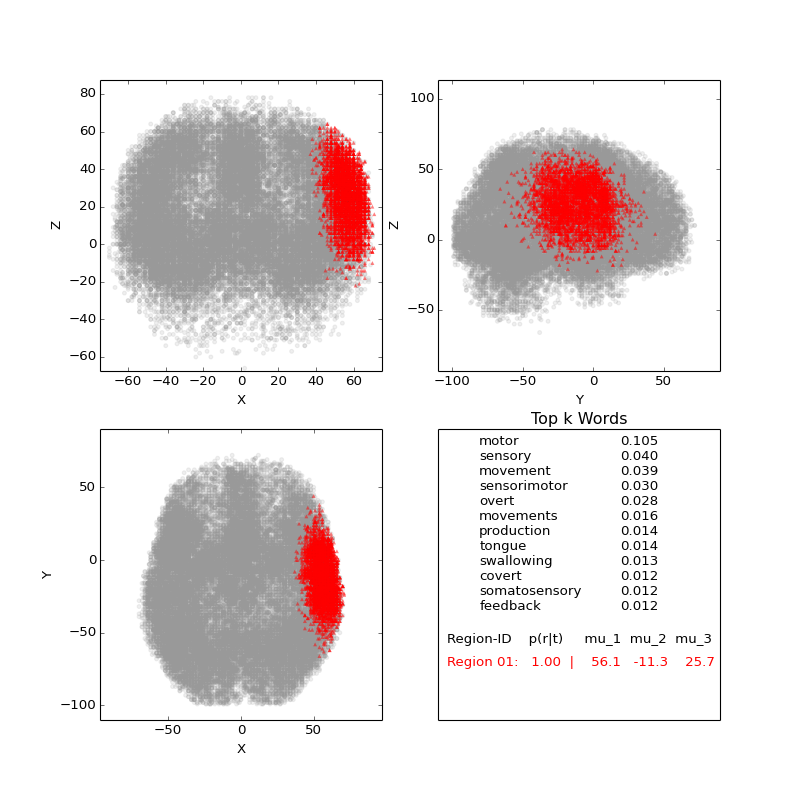 80
60
40
20
0
−20
−40
−60
Z
−60 −40 −20 0 20 40 60
X
100
50
0
−50
Z
−100 −50 0 50
Y
50
0
−50
−100
Y
−50 0 50
X
Top k Words
motor 0.105
sensory 0.040
movement 0.039
sensorimotor 0.030
overt 0.028
movements 0.016
production 0.014
tongue 0.014
swallowing 0.013
covert 0.012
somatosensory 0.012
feedback 0.012
Region-ID p(r|t) mu_1 mu_2 mu_3
Region 01: 1.00 | 56.1 -11.3 25.7